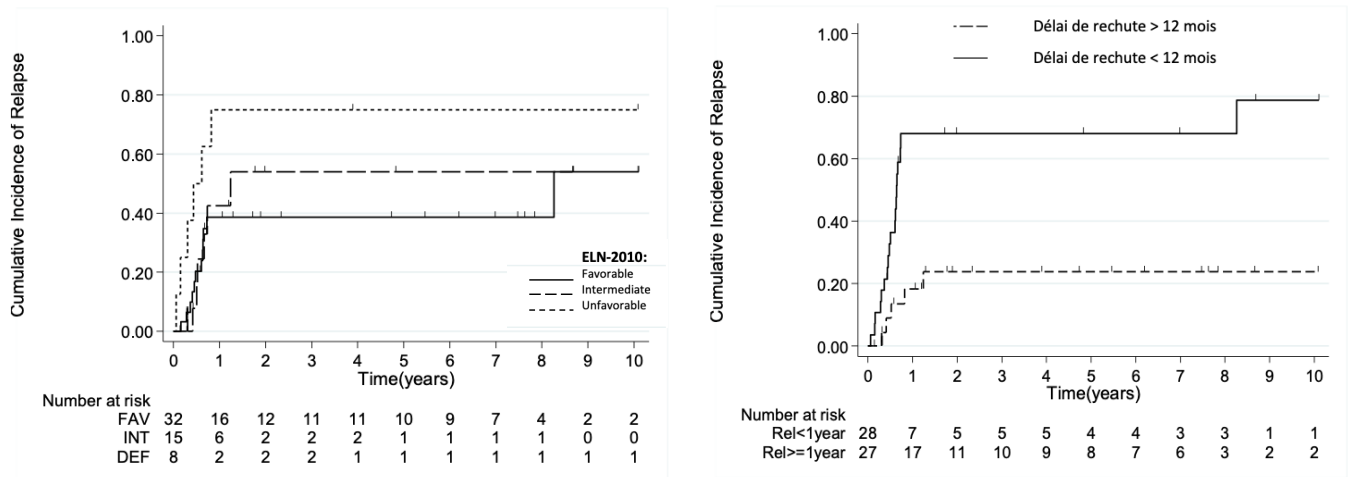 Cumulative Incidence of Relapse
1.00
0.80
0.60
0.40
0.20
0.00
ELN-2010:
Favorable
Intermediate
Unfavorable
0 1 2 3 4 5 6 7 8 9 10
Time(years)
Number at risk
FAV 32 16 12 11 11 10 9 7 4 2 2
INT 15 6 2 2 2 1 1 1 1 0 0
DEF 8 2 2 2 1 1 1 1 1 1 1
Cumulative Incidence of Relapse
Délai de rechute > 12 mois
Délai de rechute < 12 mois
1.00
0.80
0.60
0.40
0.20
0.00
0 1 2 3 4 5 6 7 8 9 10
Time(years)
Number at risk
Rel<1year 28 7 5 5 5 4 4 3 3 1 1
Rel>=1year 27 17 11 10 9 8 7 6 3 2 2